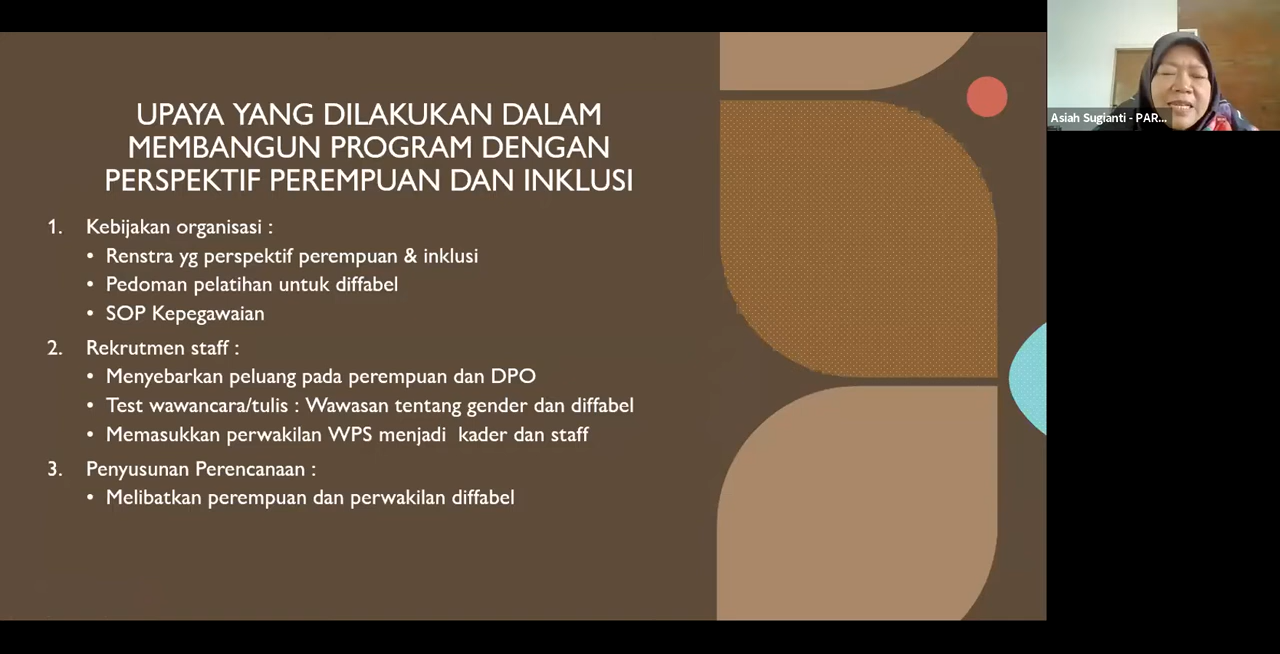 UPAYA YANG DILAKUKAN DALAM
MEMBANGUN PROGRAM DENGAN
PERSPEKTIF PEREMPUAN DAN INKLUSI
1. Kebijakan organisasi :
• Renstra yg perspektif perempuan & inklusi
• Pedoman pelatihan untuk diffabel
• SOP Kepegawaian
2. Rekrutmen staff :
• Menyebarkan peluang pada perempuan dan DPO
• Test wawancara/tulis : Wawasan tentang gender dan diffabel
• Memasukkan perwakilan WPS menjadi  kader dan staff
3. Penyusunan Perencanaan :
• Melibatkan perempuan dan perwakilan diffabel
Asiah Sugianti - PAR...